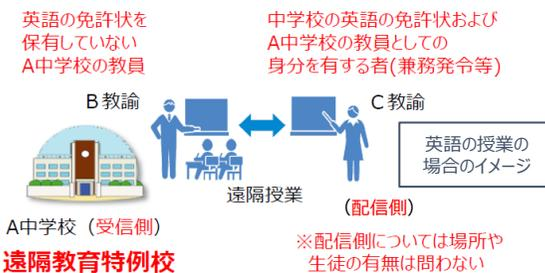 英語の免許状を
保有していない
A中学校の教員
中学校の英語の免許状および
A中学校の教員としての
身分を有する者(兼務発令等)
B教諭
C教諭
英語の授業の
場合のイメージ
遠隔授業
A中学校（受信側）
（配信側）
遠隔教育特例校
※配信側については場所や
生徒の有無は問わない